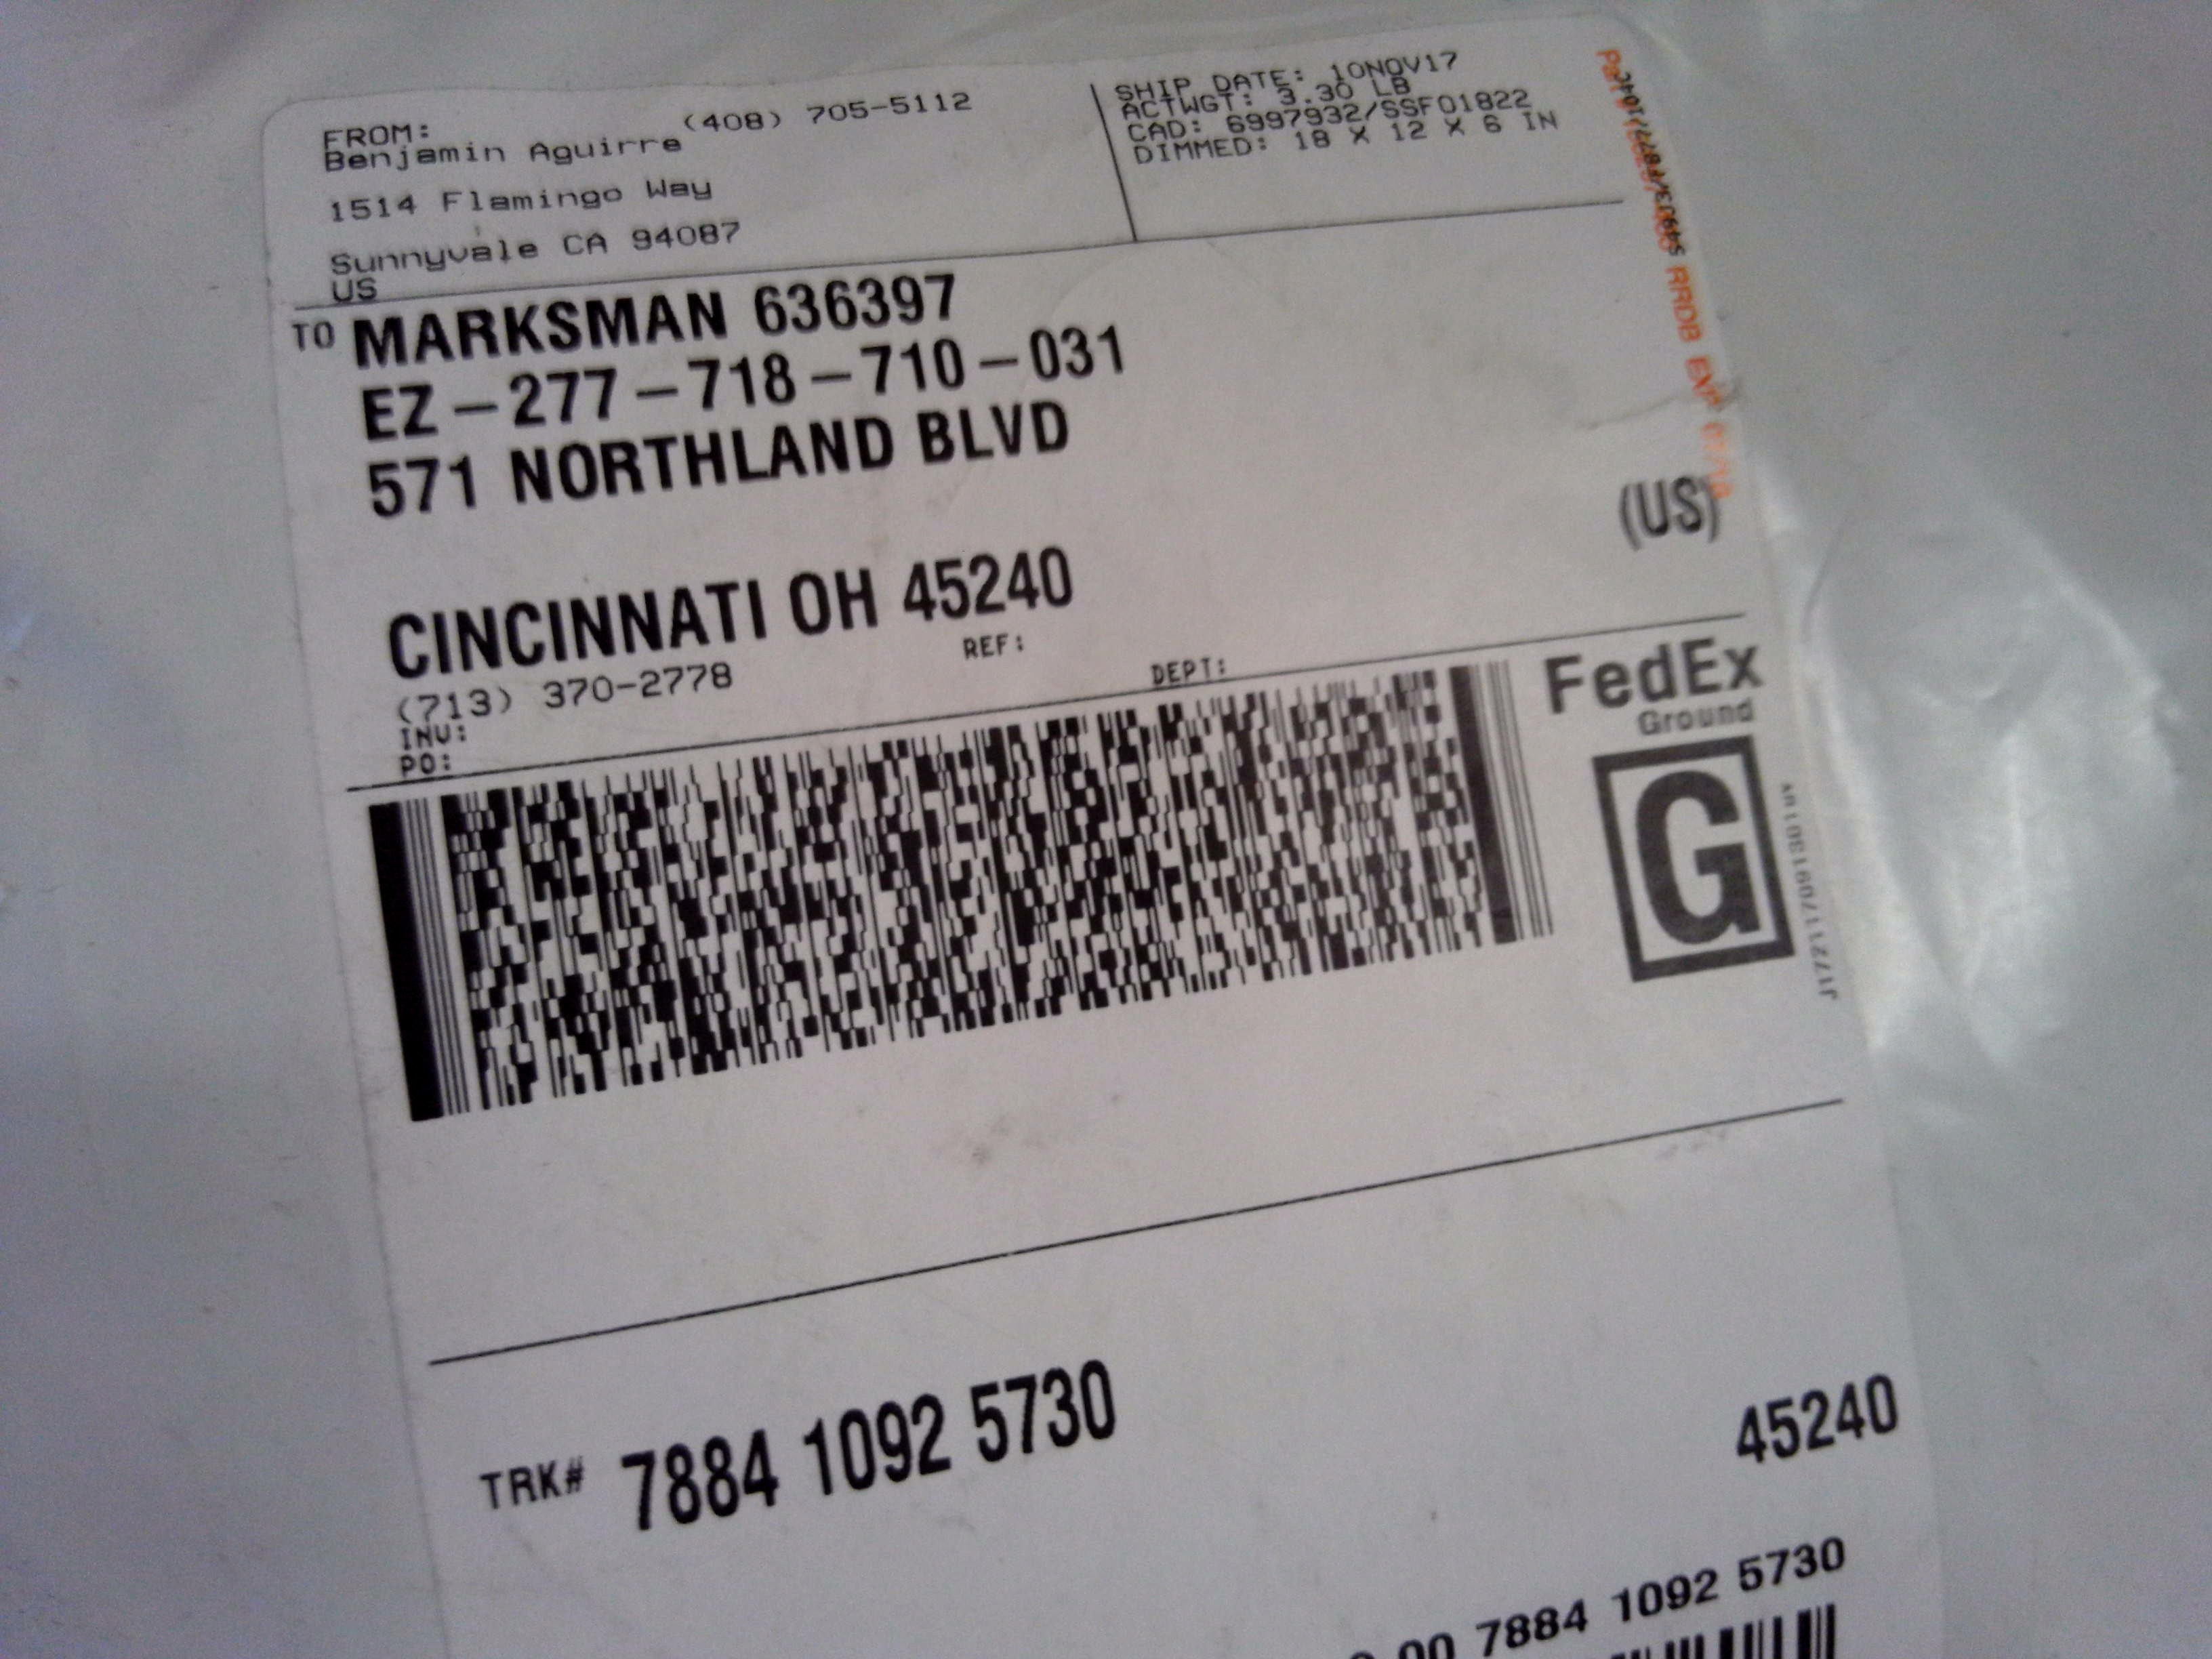 FROM:
(408) 705-5112
Benjamin Aguirre
1514 Flamingo Way
Sunnyvale CA 94087
US
SHIP DATE: 10NOV17
ACTWGT: 3.30 LB
CAD: 6997932/SSFO1822
DIMMED: 18 X 12 X 6 IN
TO MARKSMAN 636397
EZ-277-718-710-031
571 NORTHLAND BLVD
(US)
CINCINNATI OH 45240
(713) 370-2778
REF:
INV:
PO:
DEPT:
FedEx
Ground
G
TRK# 7884 1092 5730
45240
00 7884 1092 5730
RRDB